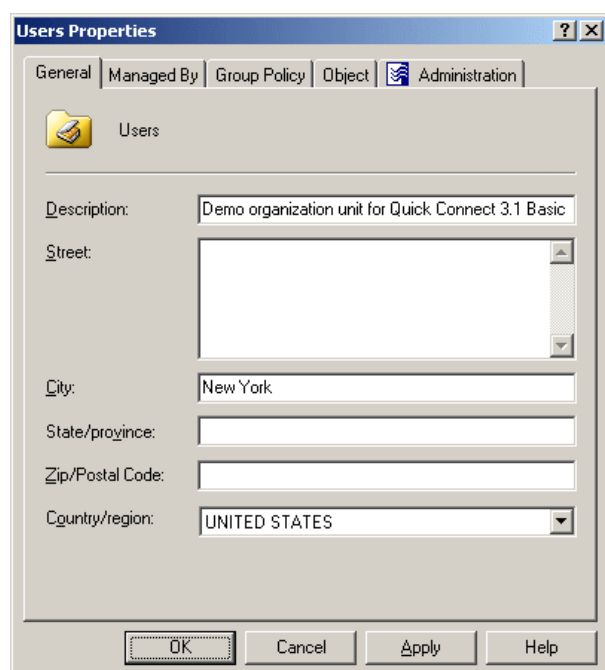 Users Properties
General Managed By Group Policy Object Administration
Users
Description: Demo organization unit for Quick Connect 3.1 Basic
Street:
City: New York
State/province:
Zip/Postal Code:
Country/region: UNITED STATES
OK Cancel Apply Help